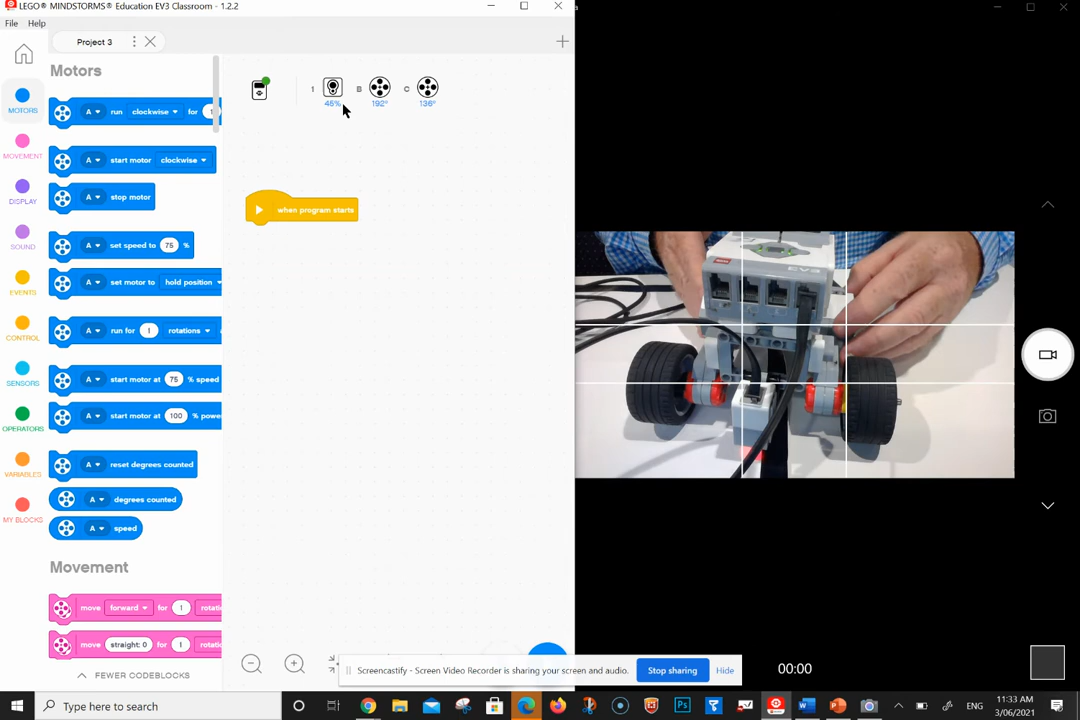 LEGO® MINDSTORMS® Education EV3 Classroom - 1.2.2
File Help
Project 3
Motors
MOTORS
MOVEMENT
DISPLAY
SOUND
EVENTS
CONTROL
SENSORS
OPERATORS
VARIABLES
MY BLOCKS
A run clockwise for 1
A start motor clockwise
A stop motor
A set speed to 75 %
A set motor to hold position
A run for 1 rotations
A start motor at 75 % speed
A start motor at 100 % powe
A reset degrees counted
A degrees counted
A speed
Movement
move forward for 1 rotati
move straight: 0 for 1 rotati
FEWER CODEBLOCKS
1 B C
45% 192° 136°
when program starts
EV3
Screencastify - Screen Video Recorder is sharing your screen and audio.
Stop sharing
Hide
00:00
Type here to search
ENG
11:33 AM
3/06/2021